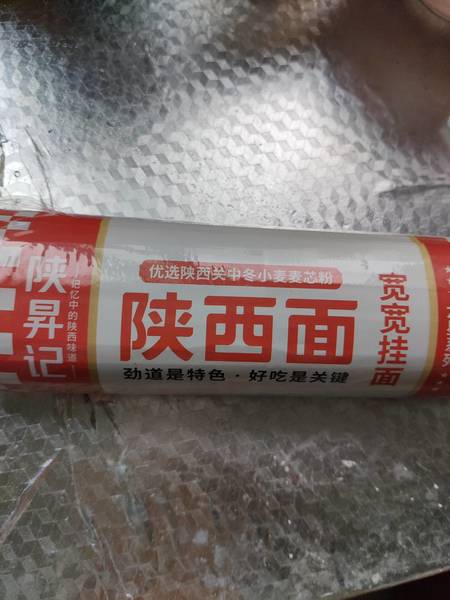 陕昇记
记忆中的陕西味道
优选陕西关中冬小麦麦芯粉
陕西面
劲道是特色·好吃是关键
宽宽挂面